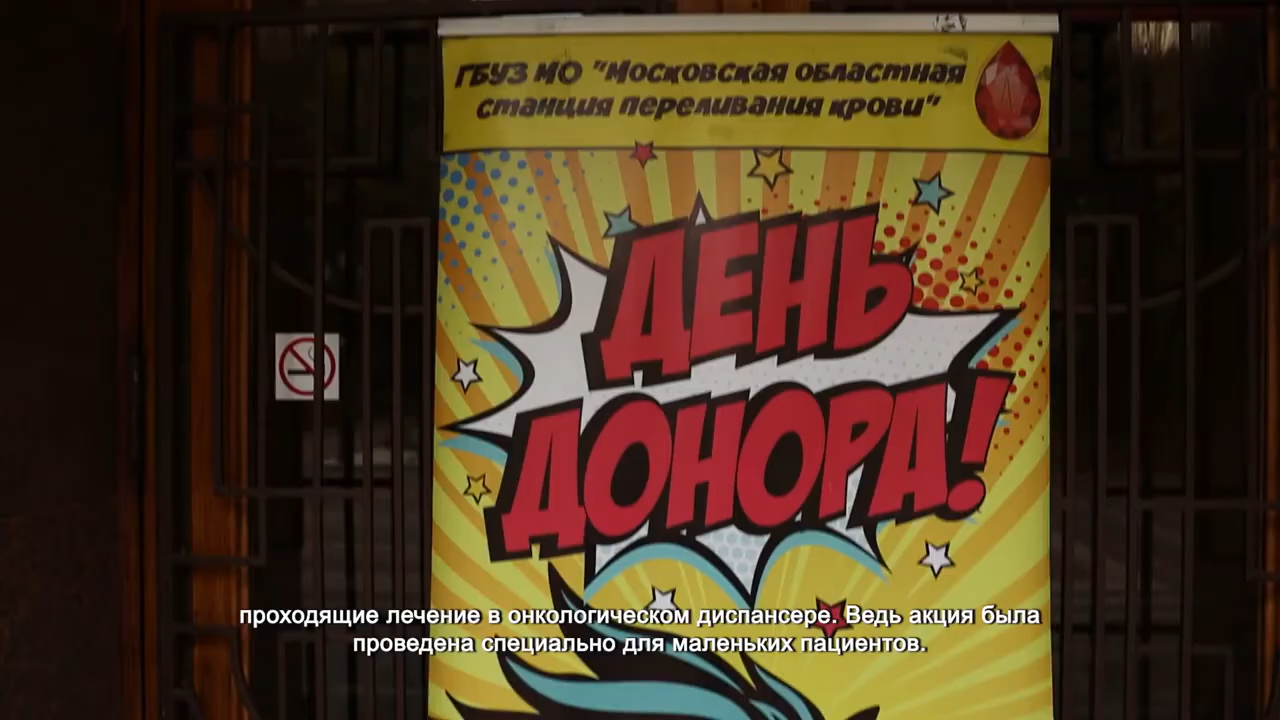 ГБУЗ МО "Московская областная
станция переливания крови"
ДЕНЬ
ДОНОРА!
проходящие лечение в онкологическом диспансере. Ведь акция была
проведена специально для маленьких пациентов.